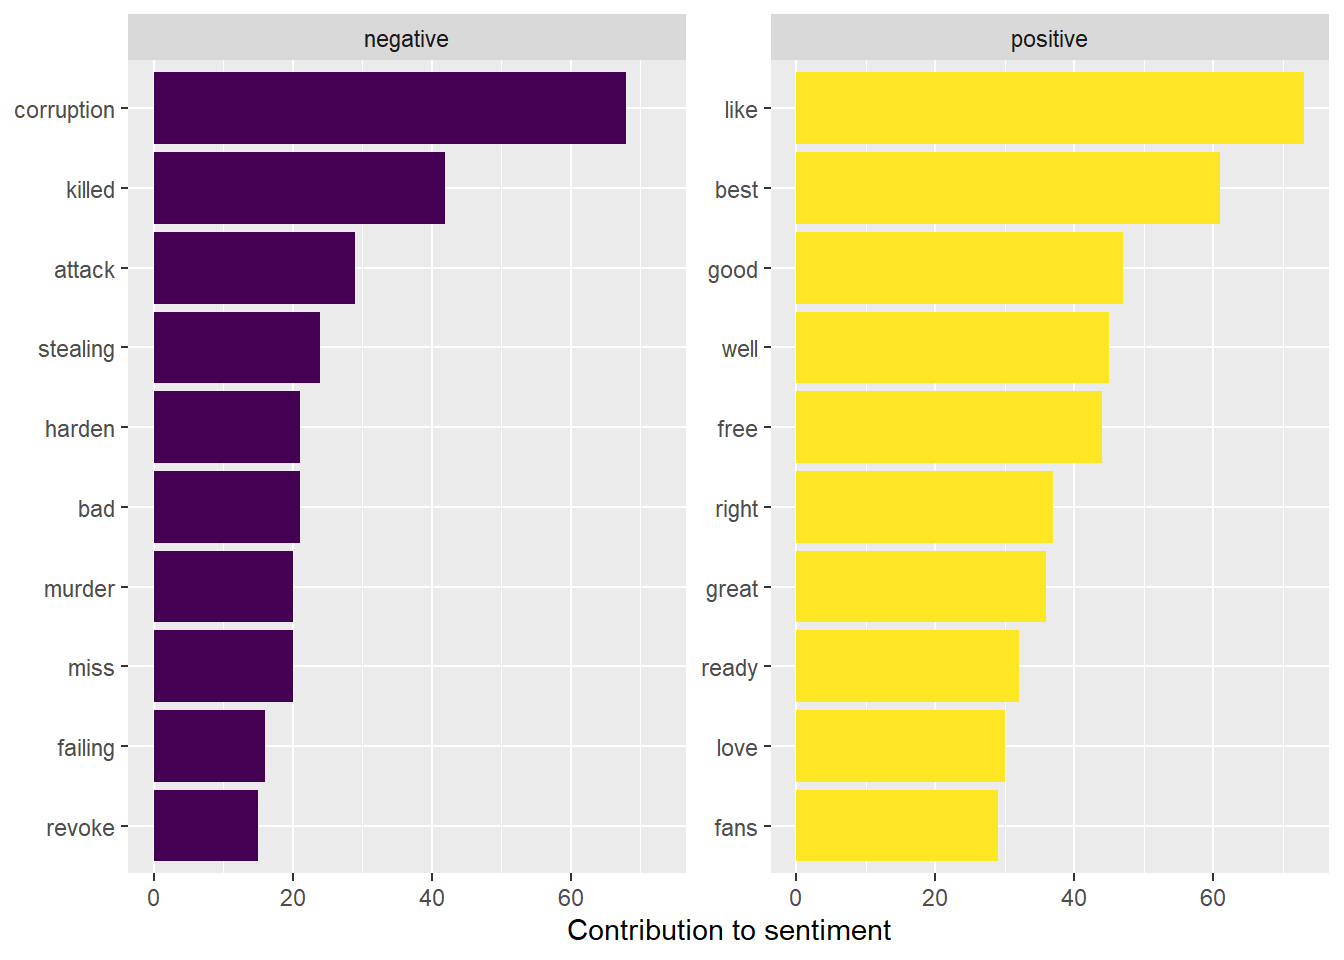 negative
corruption
killed
attack
stealing
harden
bad
murder
miss
failing
revoke
0 20 40 60
positive
like
best
good
well
free
right
great
ready
love
fans
0 20 40 60
Contribution to sentiment